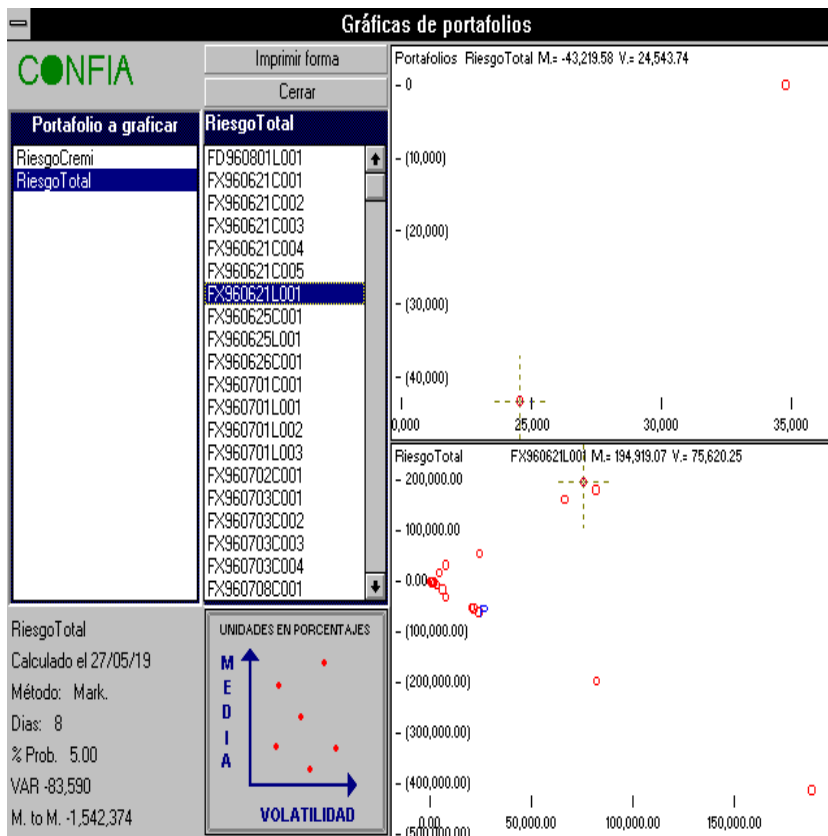 Gráficas de portafolios
CONFIA
Imprimir forma
Cerrar
Portafolio a graficar
RiesgoCremi
RiesgoTotal
RiesgoTotal
FD960801L001
FX960621C001
FX960621C002
FX960621C003
FX960621C004
FX960621C005
FX960621L001
FX960625C001
FX960625L001
FX960626C001
FX960701C001
FX960701L001
FX960701L002
FX960701L003
FX960702C001
FX960703C001
FX960703C002
FX960703C003
FX960703C004
FX960708C001
Portafolios RiesgoTotal M.= -43,219.58 V.= 24,543.74
- 0
- (10,000)
- (20,000)
- (30,000)
- (40,000)
0,000 25,000 30,000 35,000
RiesgoTotal FX960621L001 M.= 194,919.07 V.= 75,620.25
- 200,000.00
- 100,000.00
- 0.00
- (100,000.00)
- (200,000.00)
- (300,000.00)
- (400,000.00)
- (500,000.00)
0.00 50,000.00 100,000.00 150,000.00
RiesgoTotal
Calculado el 27/05/19
Método: Mark.
Dias: 8
% Prob. 5.00
VAR -83,590
M. to M. -1,542,374
UNIDADES EN PORCENTAJES
MEDIA
VOLATILIDAD